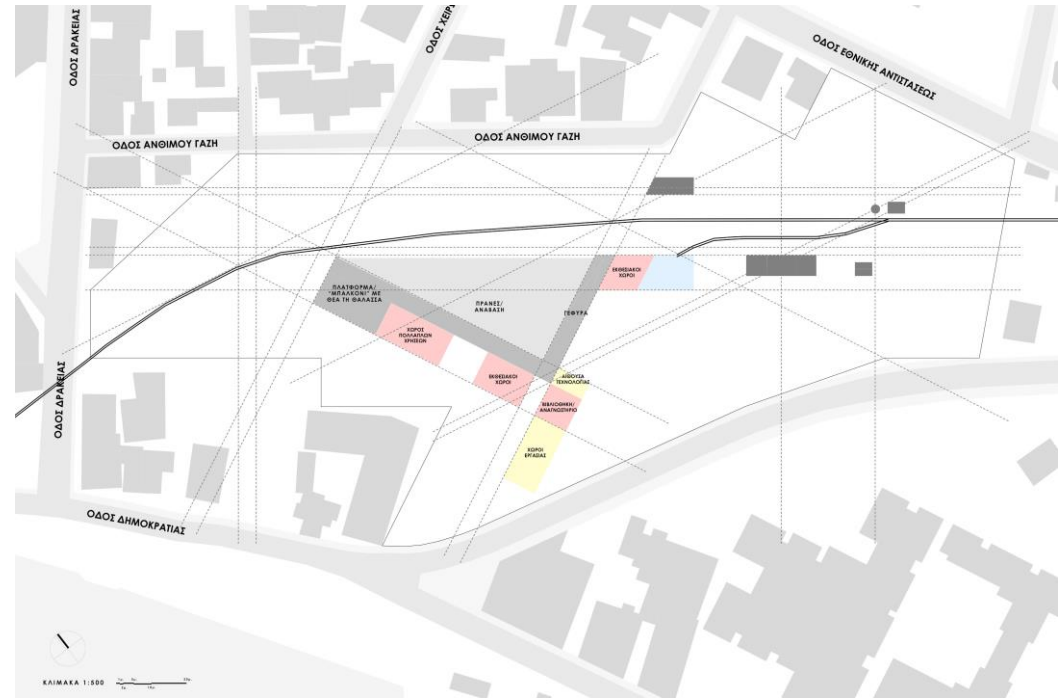 ΟΔΟΣ ΔΡΑΚΕΙΑΣ
ΟΔΟΣ ΧΕΙΡ
ΟΔΟΣ ΕΘΝΙΚΗΣ ΑΝΤΙΣΤΑΣΕΩΣ
ΟΔΟΣ ΑΝΘΙΜΟΥ ΓΑΖΗ
ΟΔΟΣ ΑΝΘΙΜΟΥ ΓΑΖΗ
ΠΛΑΤΦΟΡΜΑ/
"ΜΠΑΛΚΟΝΙ" ΜΕ
ΘΕΑ ΤΗ ΘΑΛΑΣΣΑ
ΠΡΑΝΕΣ/
ΑΝΑΒΑΣΗ
ΓΕΦΥΡΑ
ΕΚΘΕΣΙΑΚΟΙ
ΧΩΡΟΙ
ΧΩΡΟΣ
ΠΟΛΛΑΠΛΩΝ
ΧΡΗΣΕΩΝ
ΕΚΘΕΣΙΑΚΟΙ
ΧΩΡΟΙ
ΑΙΘΟΥΣΑ
ΤΕΧΝΟΛΟΓΙΑΣ
ΒΙΒΛΙΟΘΗΚΗ/
ΑΝΑΓΝΩΣΤΗΡΙΟ
ΧΩΡΟΙ
ΕΡΓΑΣΙΑΣ
ΟΔΟΣ ΔΡΑΚΕΙΑΣ
ΟΔΟΣ ΔΗΜΟΚΡΑΤΙΑΣ
ΚΛΙΜΑΚΑ 1:500